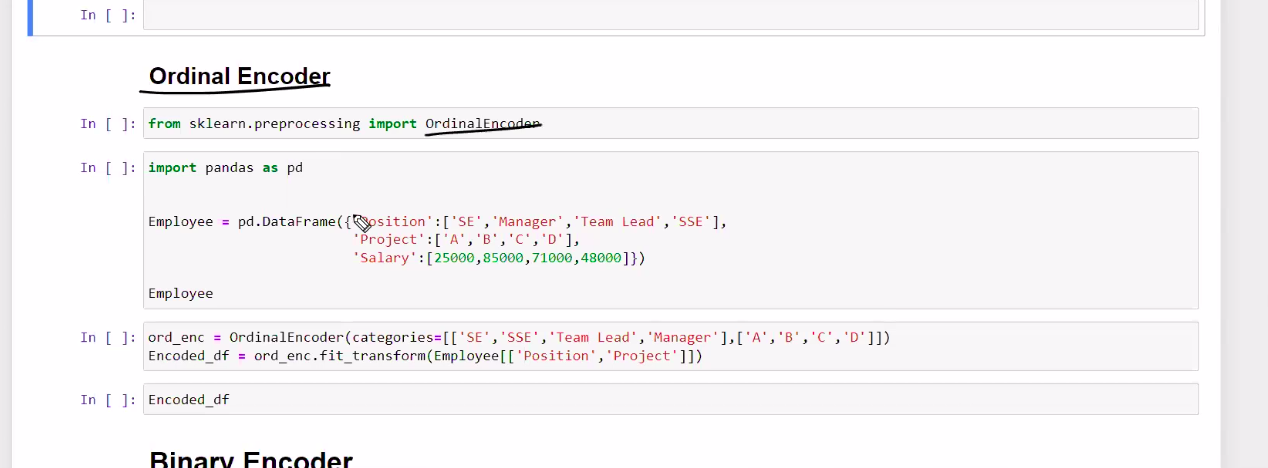 In [ ]:
Ordinal Encoder
In [ ]: from sklearn.preprocessing import OrdinalEncoder
In [ ]: import pandas as pd
Employee = pd.DataFrame({'Position':['SE','Manager','Team Lead','SSE'],
'Project':['A','B','C','D'],
'Salary':[25000,85000,71000,48000]})
Employee
In [ ]: ord_enc = OrdinalEncoder(categories=[['SE','SSE','Team Lead','Manager'],['A','B','C','D']])
Encoded_df = ord_enc.fit_transform(Employee[['Position','Project']])
In [ ]: Encoded_df
Binary Encoder